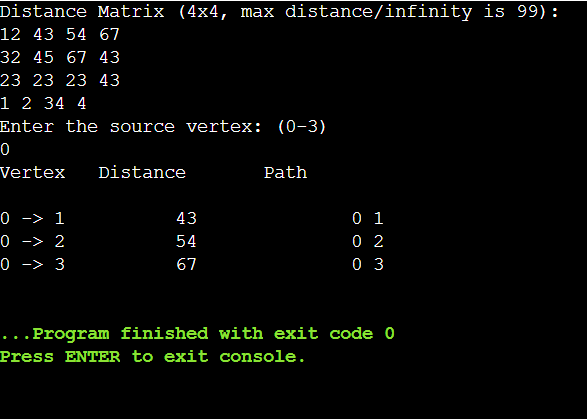 Distance Matrix (4x4, max distance/infinity is 99):
12 43 54 67
32 45 67 43
23 23 23 43
1 2 34 4
Enter the source vertex: (0-3)
0
Vertex   Distance       Path
0 -> 1          43              0 1
0 -> 2          54              0 2
0 -> 3          67              0 3
...Program finished with exit code 0
Press ENTER to exit console.